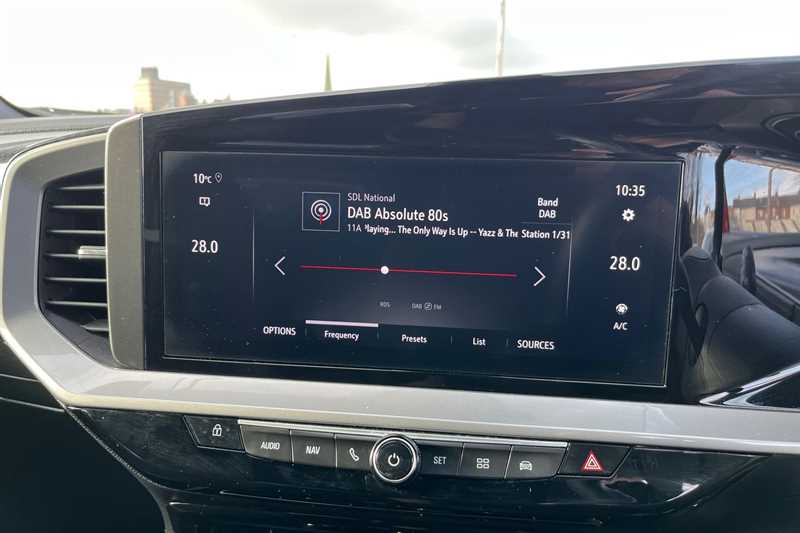 10°C
SDL National
10:35
DAB Absolute 80s
Band
DAB
11A Playing... The Only Way Is Up -- Yazz & The Station 1/31
28.0
28.0
RDS DAB FM
A/C
OPTIONS Frequency Presets List SOURCES
AUDIO NAV SET